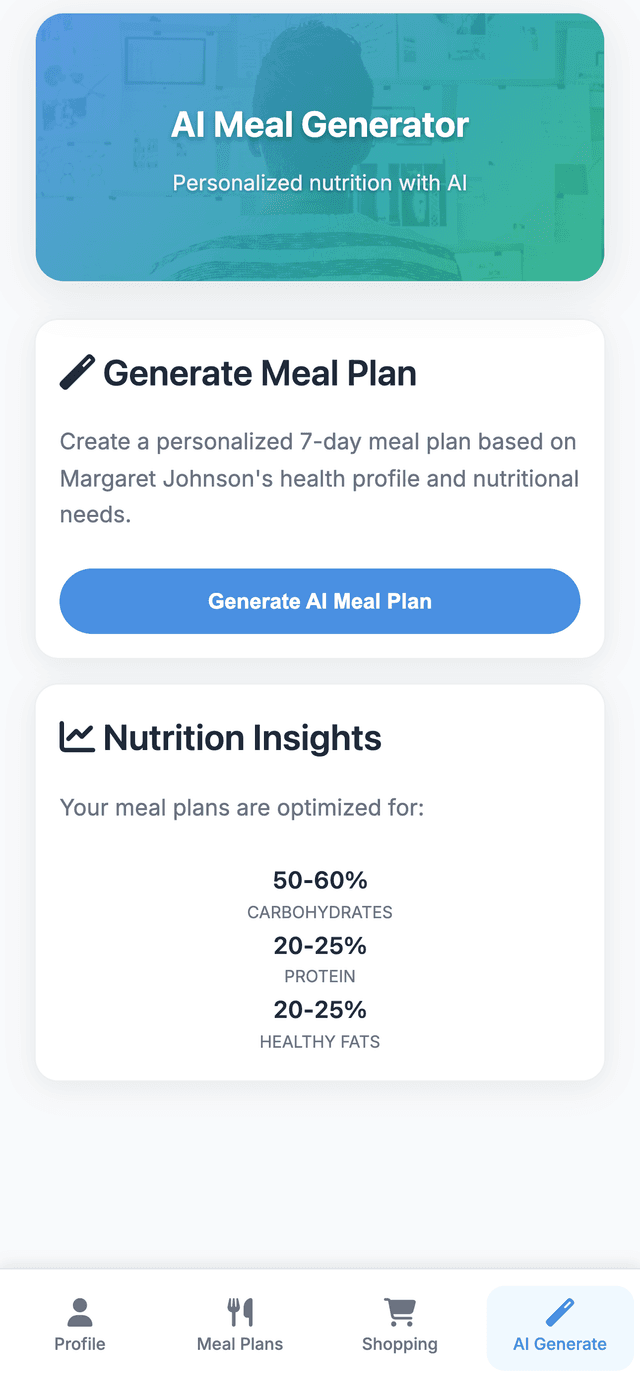 AI Meal Generator
Personalized nutrition with AI
Generate Meal Plan
Create a personalized 7-day meal plan based on
Margaret Johnson's health profile and nutritional
needs.
Generate AI Meal Plan
Nutrition Insights
Your meal plans are optimized for:
50-60%
CARBOHYDRATES
20-25%
PROTEIN
20-25%
HEALTHY FATS
Profile
Meal Plans
Shopping
AI Generate